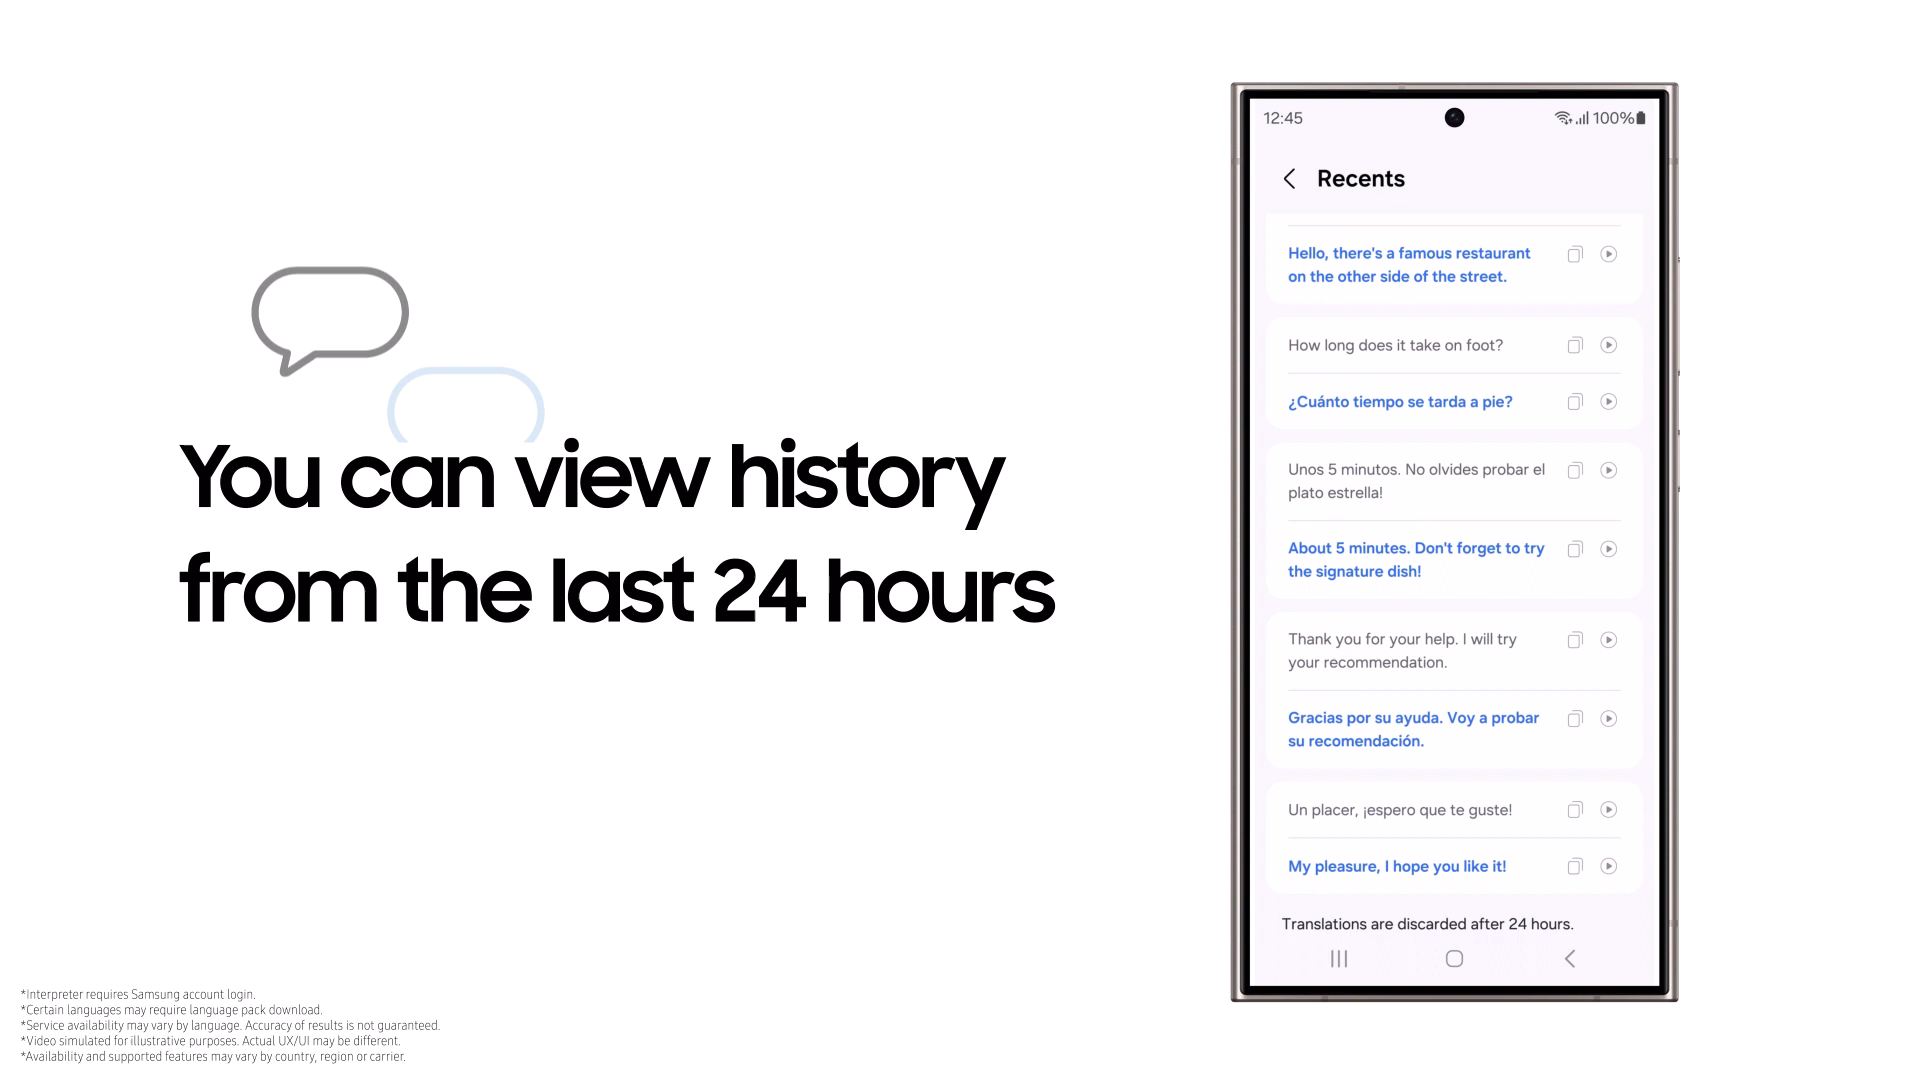 You can view history
from the last 24 hours
12:45
100%
Recents
Hello, there's a famous restaurant
on the other side of the street.
How long does it take on foot?
¿Cuánto tiempo se tarda a pie?
Unos 5 minutos. No olvides probar el
plato estrella!
About 5 minutes. Don't forget to try
the signature dish!
Thank you for your help. I will try
your recommendation.
Gracias por su ayuda. Voy a probar
su recomendación.
Un placer, ¡espero que te guste!
My pleasure, I hope you like it!
Translations are discarded after 24 hours.
*Interpreter requires Samsung account login.
*Certain languages may require language pack download.
*Service availability may vary by language. Accuracy of results is not guaranteed.
*Video simulated for illustrative purposes. Actual UX/UI may be different.
*Availability and supported features may vary by country, region or carrier.